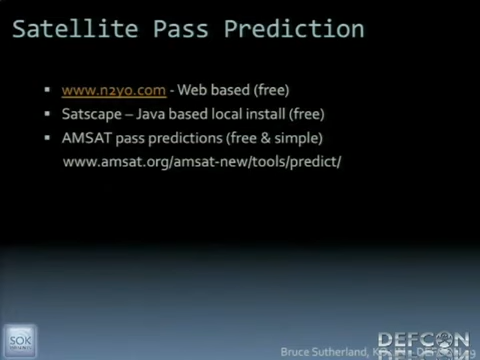 Satellite Pass Prediction
www.n2yo.com - Web based (free)
Satscape – Java based local install (free)
AMSAT pass predictions (free & simple)
www.amsat.org/amsat-new/tools/predict/
SOK
DEFCON
Bruce Sutherland,